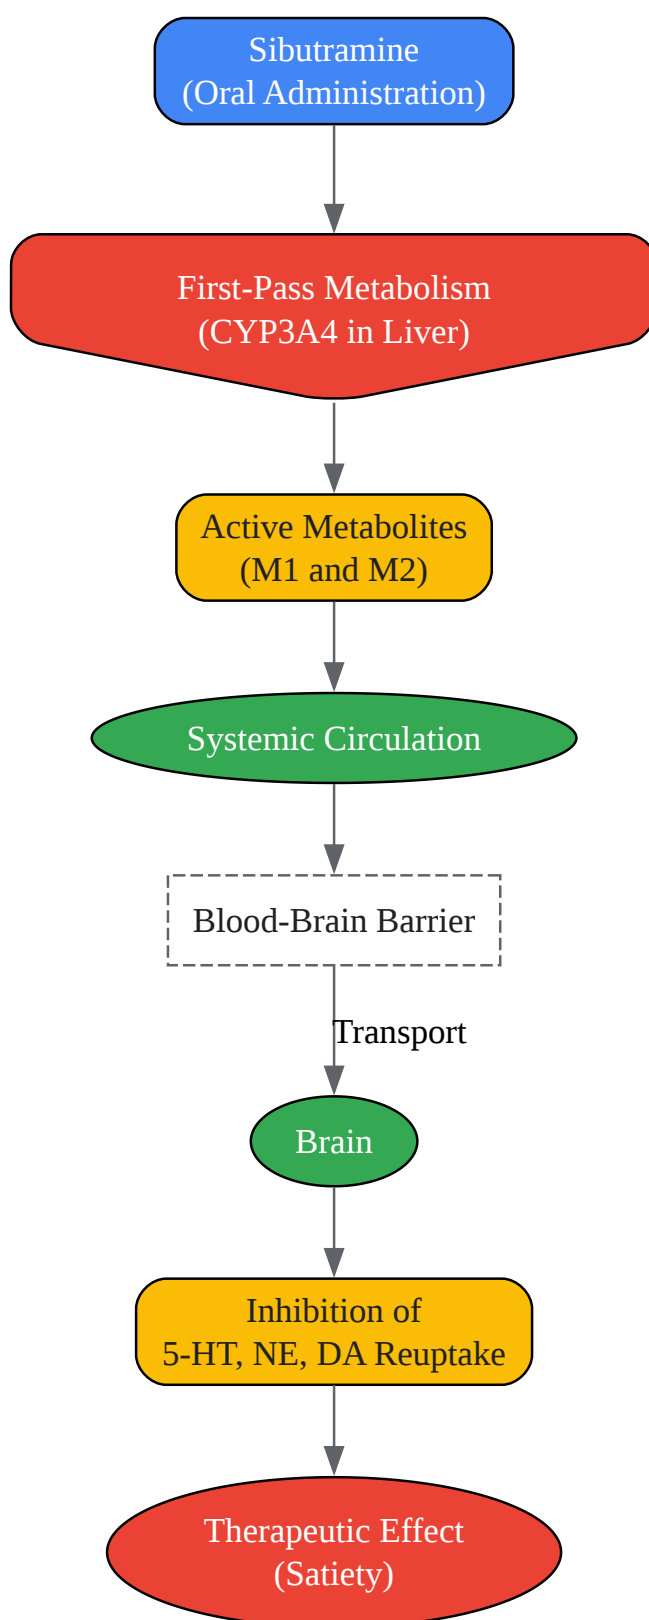 Sibutramine
(Oral Administration)
First-Pass Metabolism
(CYP3A4 in Liver)
Active Metabolites
(M1 and M2)
Systemic Circulation
Blood-Brain Barrier
Transport
Brain
Inhibition of
5-HT, NE, DA Reuptake
Therapeutic Effect
(Satiety)